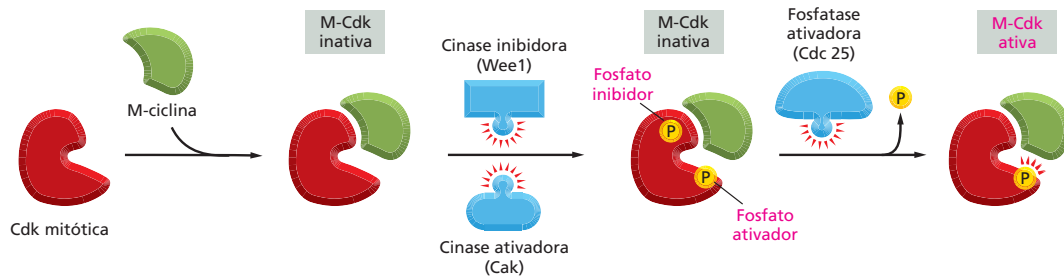 M-Cdk
inativa
M-ciclina
Cdk mitótica
Cinase inibidora
(Wee1)
Cinase ativadora
(Cak)
M-Cdk
inativa
Fosfato
inibidor
P
P
Fosfato
ativador
Fosfatase
ativadora
(Cdc 25)
P
M-Cdk
ativa
P